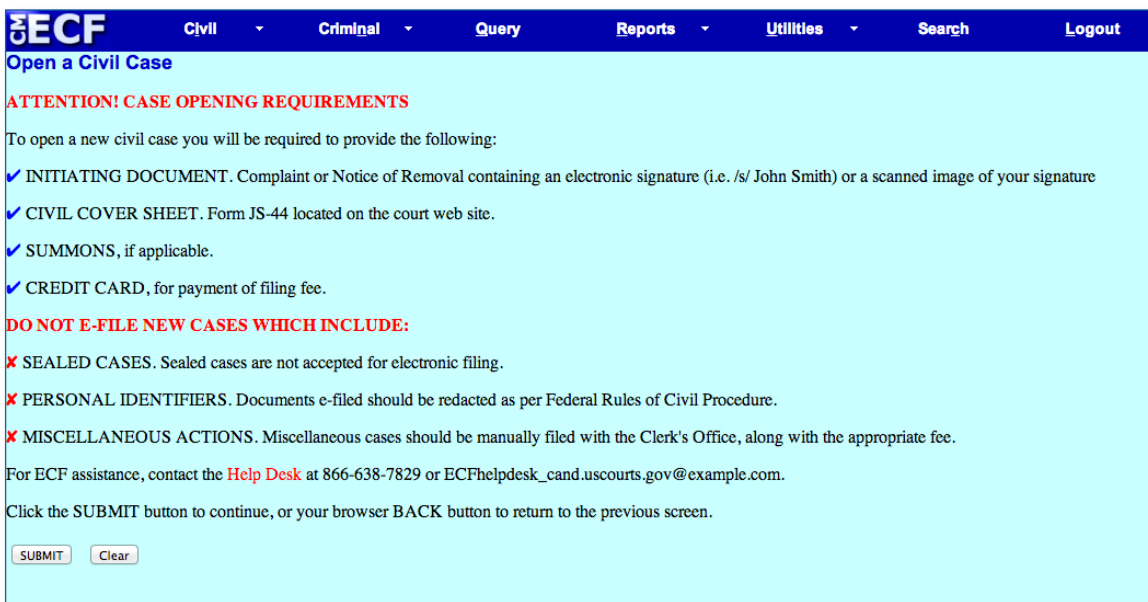 CM ECF Civil Criminal Query Reports Utilities Search Logout
Open a Civil Case
ATTENTION! CASE OPENING REQUIREMENTS
To open a new civil case you will be required to provide the following:
✔ INITIATING DOCUMENT. Complaint or Notice of Removal containing an electronic signature (i.e. /s/ John Smith) or a scanned image of your signature
✔ CIVIL COVER SHEET. Form JS-44 located on the court web site.
✔ SUMMONS, if applicable.
✔ CREDIT CARD, for payment of filing fee.
DO NOT E-FILE NEW CASES WHICH INCLUDE:
✘ SEALED CASES. Sealed cases are not accepted for electronic filing.
✘ PERSONAL IDENTIFIERS. Documents e-filed should be redacted as per Federal Rules of Civil Procedure.
✘ MISCELLANEOUS ACTIONS. Miscellaneous cases should be manually filed with the Clerk's Office, along with the appropriate fee.
For ECF assistance, contact the Help Desk at 866-638-7829 or ECFhelpdesk_cand.uscourts.gov@example.com.
Click the SUBMIT button to continue, or your browser BACK button to return to the previous screen.
SUBMIT Clear